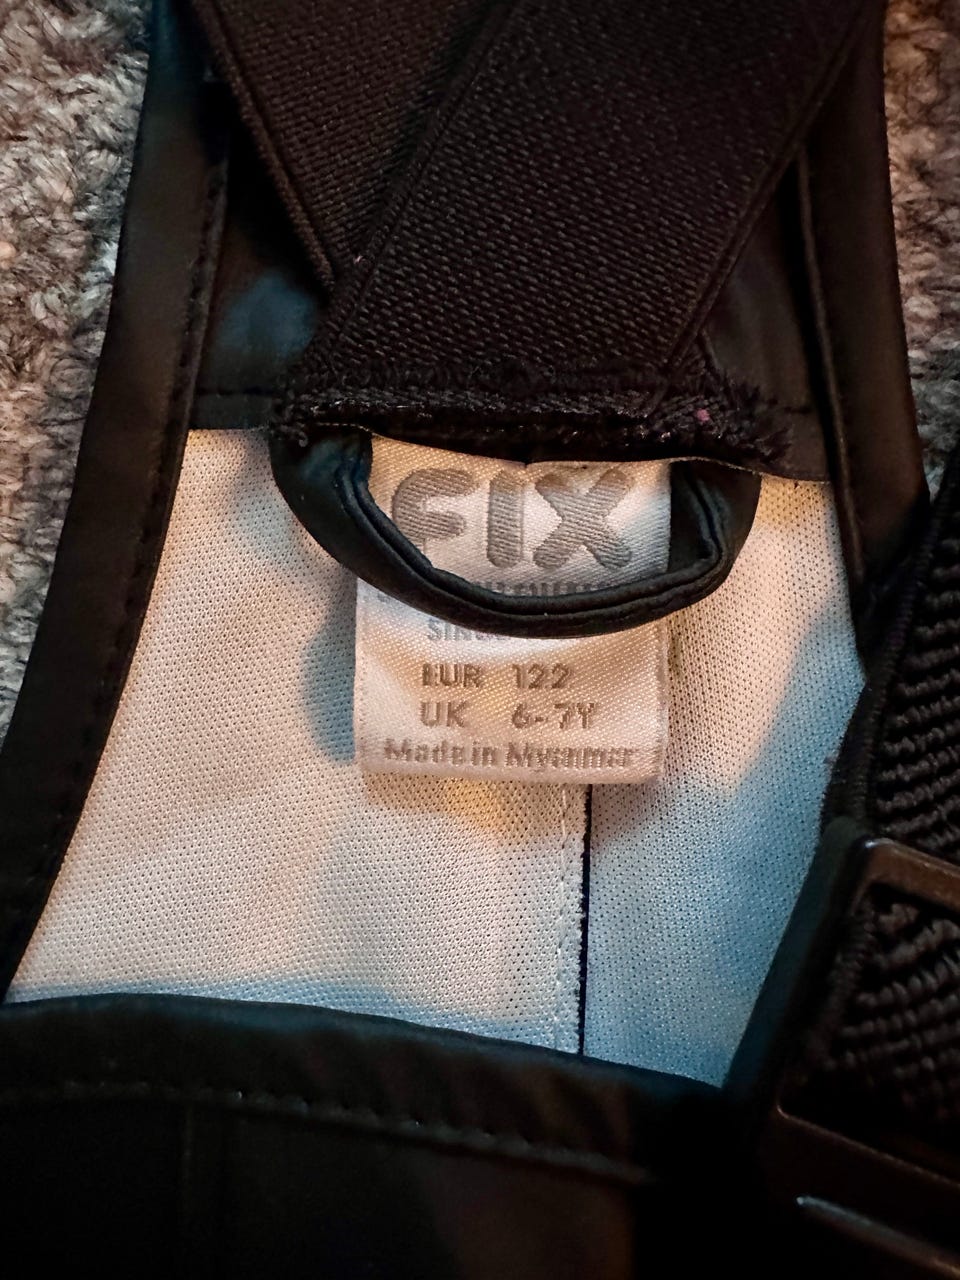 FIX
EUR 122
UK 6-7Y
Made in Myanmar